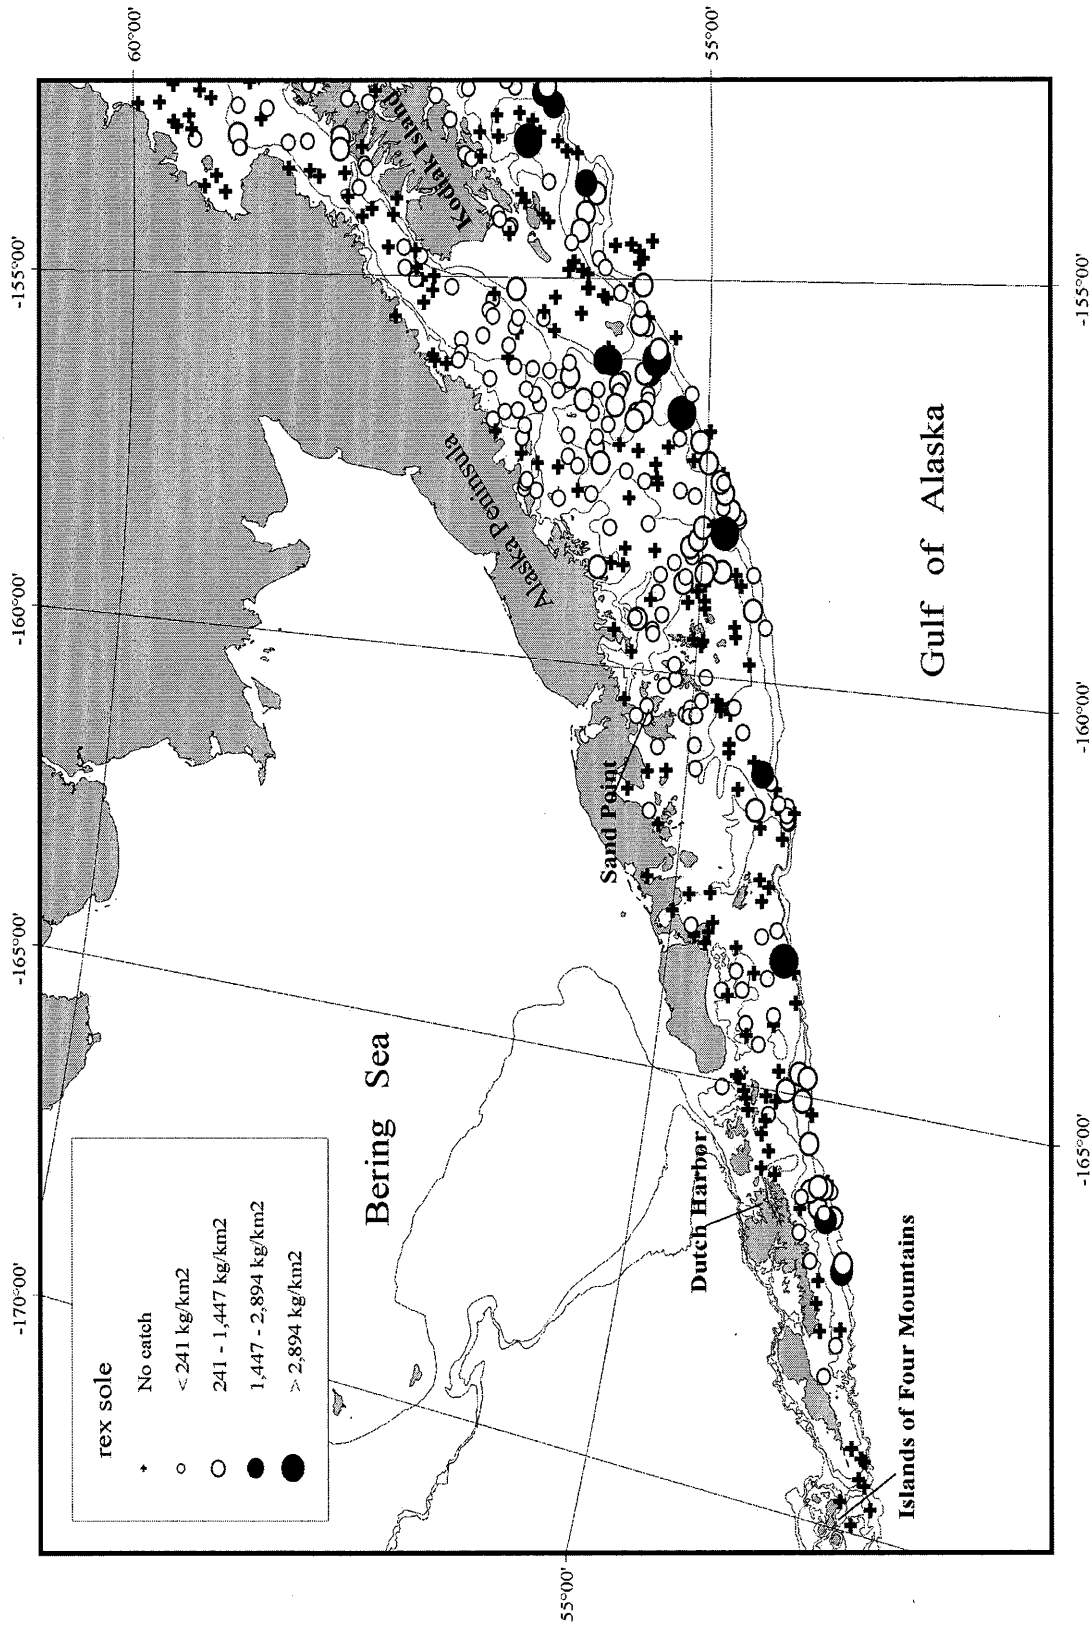 rex sole
No catch
< 241 kg/km2
241 - 1,447 kg/km2
1,447 - 2,894 kg/km2
> 2,894 kg/km2
-170°00'
-165°00'
-160°00'
-155°00'
60°00'
55°00'
55°00'
-165°00'
-160°00'
-155°00'
Bering Sea
Gulf of Alaska
Alaska Peninsula
Kodiak Island
Sand Point
Dutch Harbor
Islands of Four Mountains